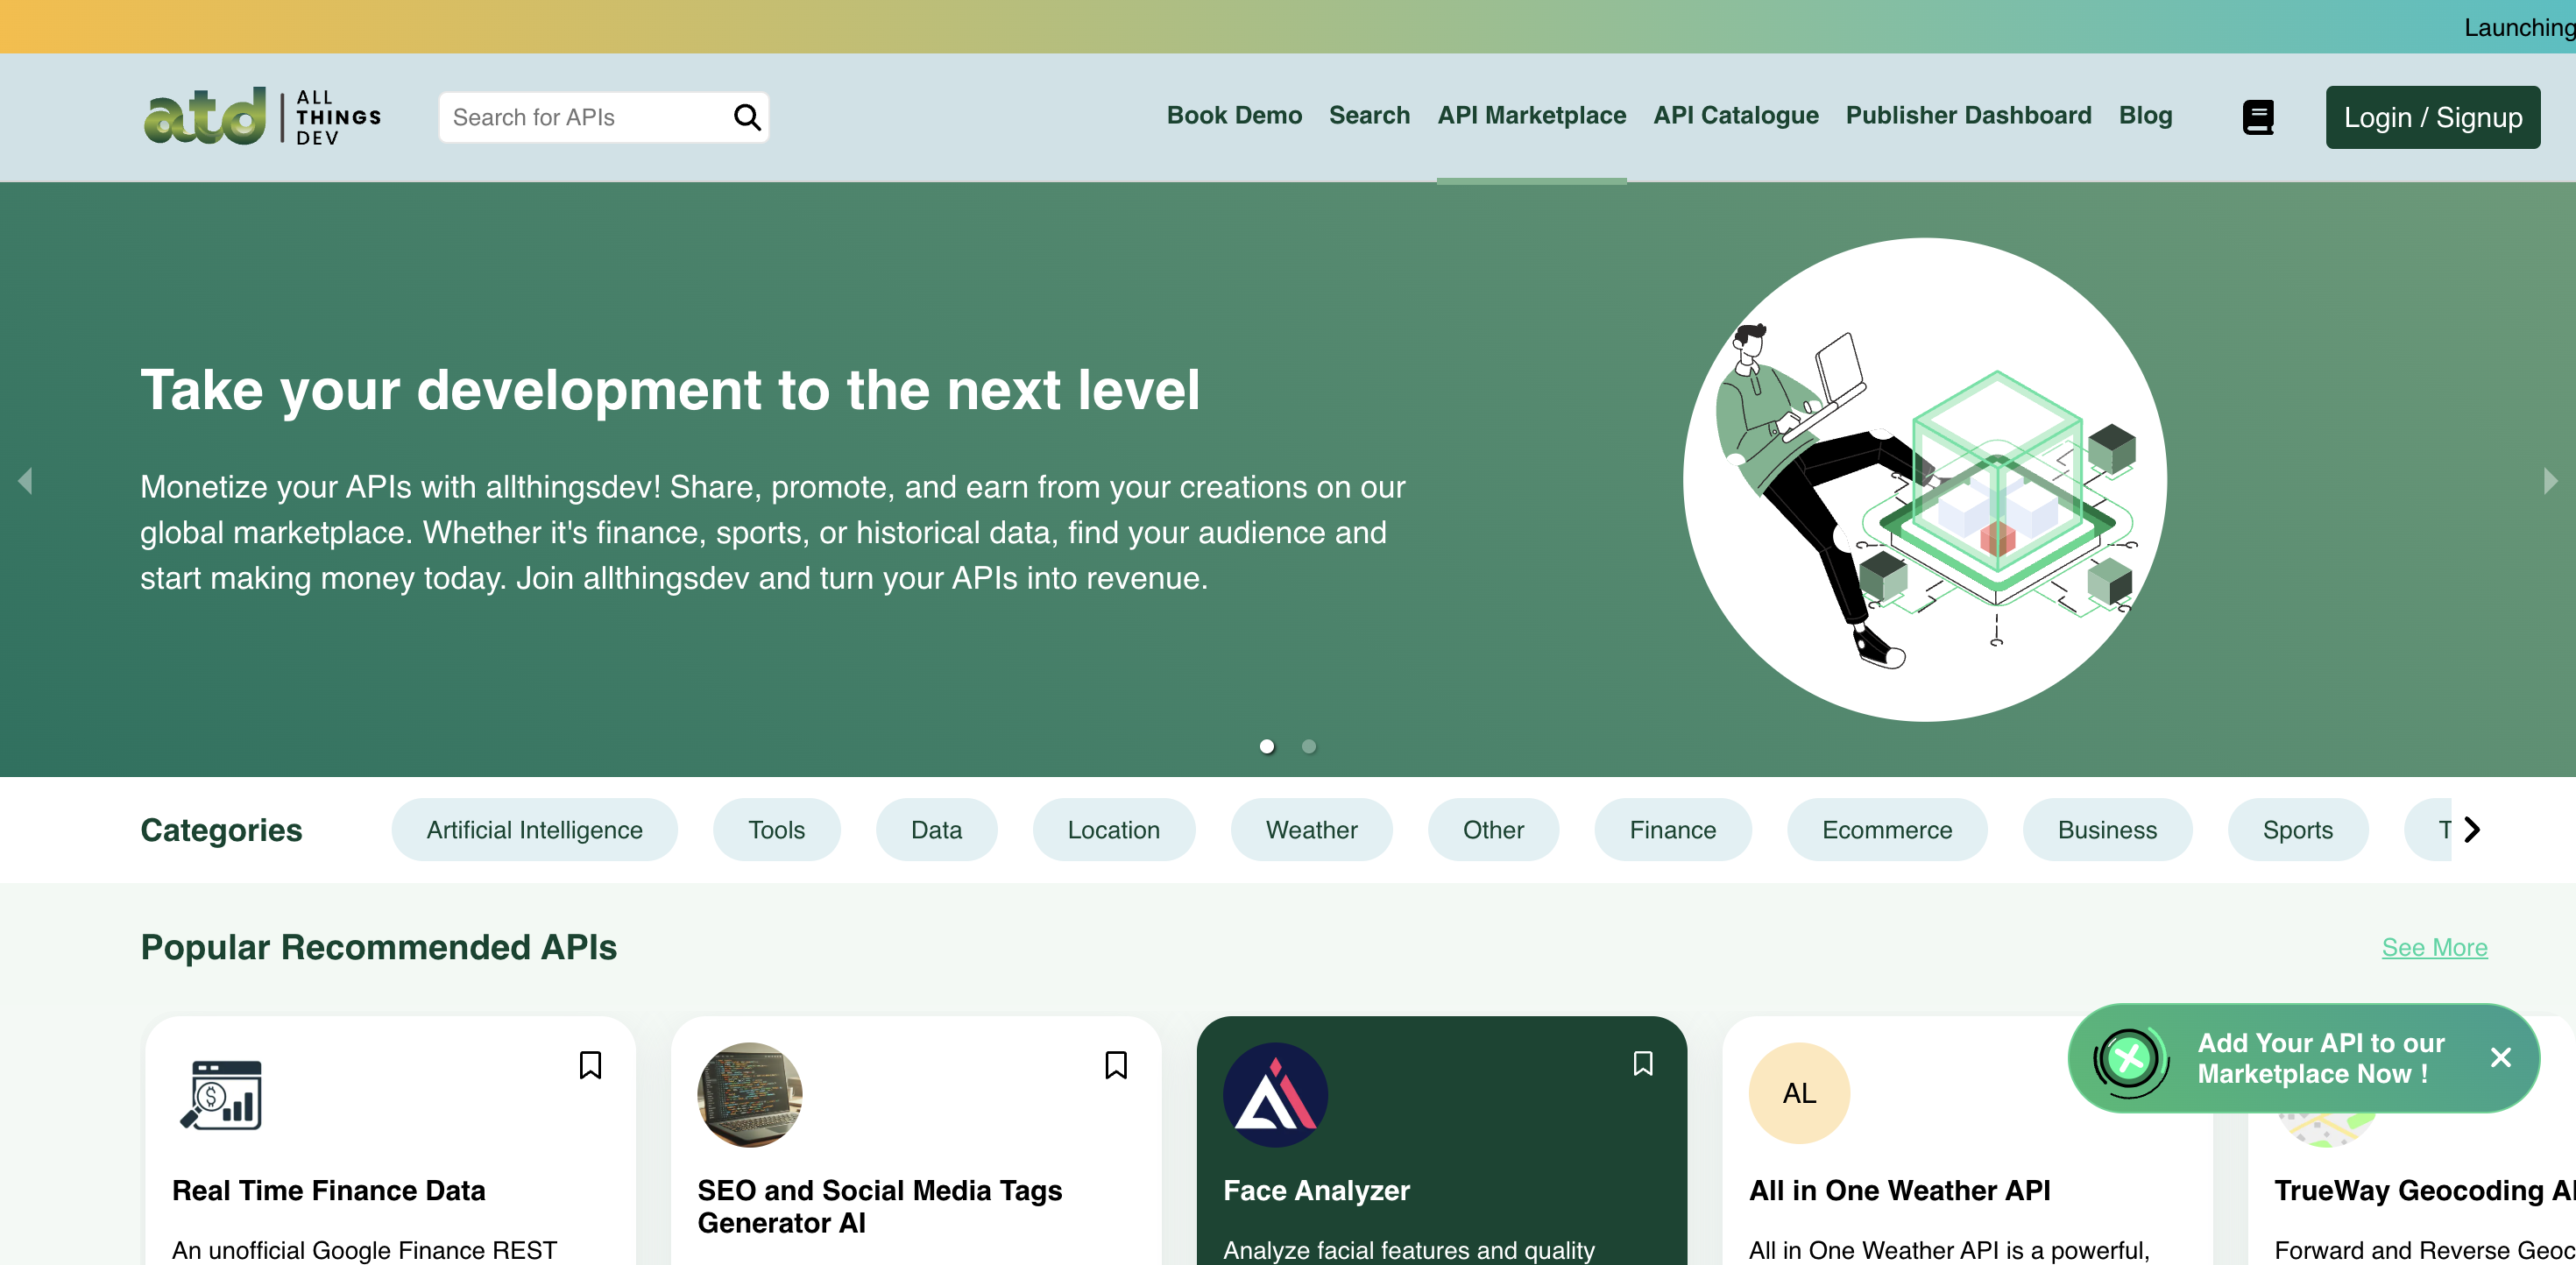 Launching
atd
ALL
THINGS
DEV
Search for APIs
Book Demo
Search
API Marketplace
API Catalogue
Publisher Dashboard
Blog
Login / Signup
Take your development to the next level
Monetize your APIs with allthingsdev! Share, promote, and earn from your creations on our
global marketplace. Whether it's finance, sports, or historical data, find your audience and
start making money today. Join allthingsdev and turn your APIs into revenue.
Categories
Artificial Intelligence
Tools
Data
Location
Weather
Other
Finance
Ecommerce
Business
Sports
T
Popular Recommended APIs
See More
Add Your API to our
Marketplace Now !
Real Time Finance Data
An unofficial Google Finance REST
SEO and Social Media Tags
Generator AI
Face Analyzer
Analyze facial features and quality
AL
All in One Weather API
All in One Weather API is a powerful,
TrueWay Geocoding
Forward and Reverse